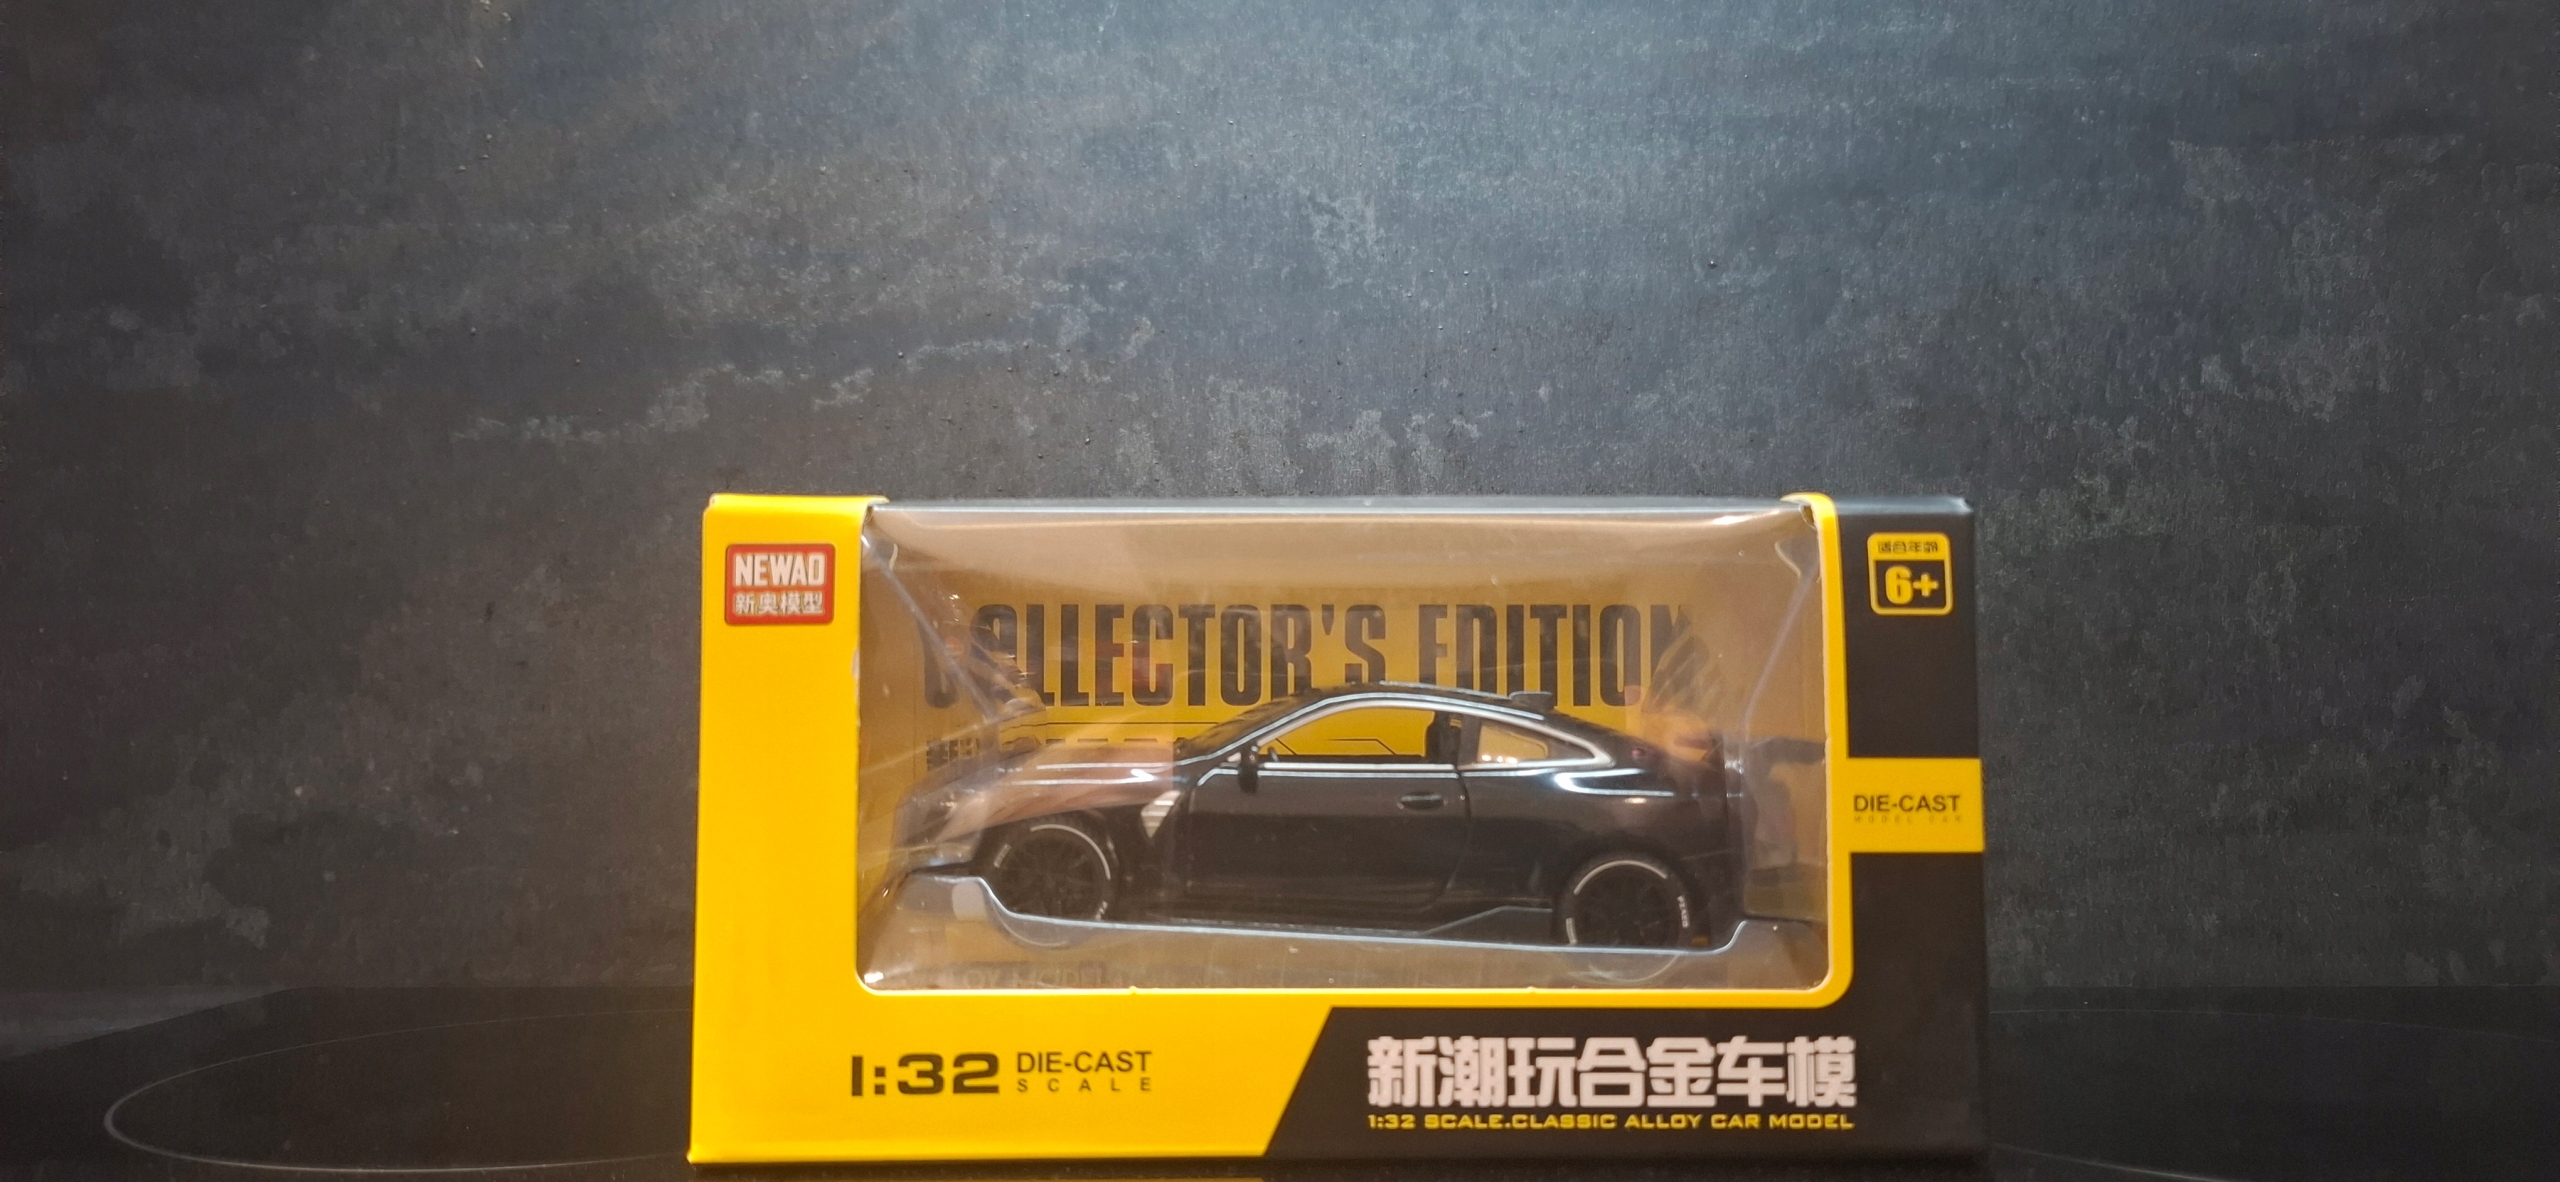 NEWAO
新奥模型
适合年龄
6+
COLLECTOR'S EDITION
DIE-CAST
MODEL CAR
1:32 DIE-CAST
SCALE
新潮玩合金车模
1:32 SCALE.CLASSIC ALLOY CAR MODEL